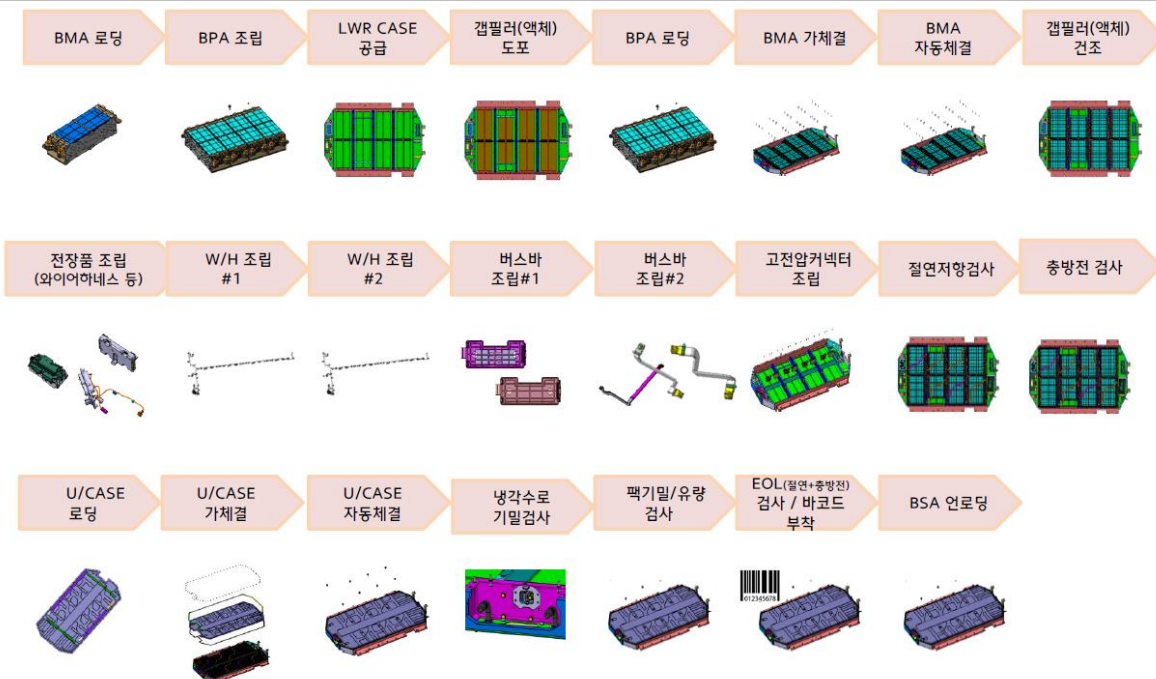 BMA 로딩
BPA 조립
LWR CASE
공급
갭필러(액체)
도포
BPA 로딩
BMA 가체결
BMA
자동체결
갭필러(액체)
건조
전장품 조립
(와이어하네스 등)
W/H 조립
#1
W/H 조립
#2
버스바
조립#1
버스바
조립#2
고전압커넥터
조립
절연저항검사
충방전 검사
U/CASE
로딩
U/CASE
가체결
U/CASE
자동체결
냉각수로
기밀검사
팩기밀/유량
검사
EOL(절연+충방전)
검사 / 바코드
부착
BSA 언로딩
012345678